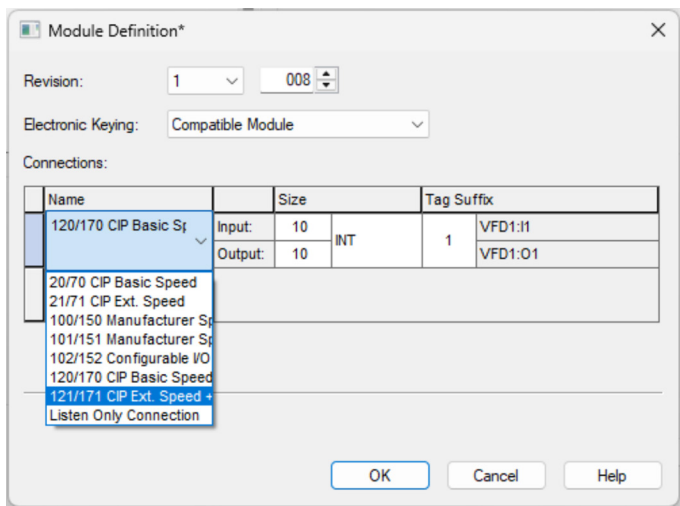 Module Definition*
Revision: 1 008
Electronic Keying: Compatible Module
Connections:
Name Size Tag Suffix
120/170 CIP Basic Sp Input: 10 INT 1 VFD1:I1
Output: 10 VFD1:O1
20/70 CIP Basic Speed
21/71 CIP Ext. Speed
100/150 Manufacturer Sp
101/151 Manufacturer Sp
102/152 Configurable I/O
120/170 CIP Basic Speed
121/171 CIP Ext. Speed +
Listen Only Connection
OK Cancel Help